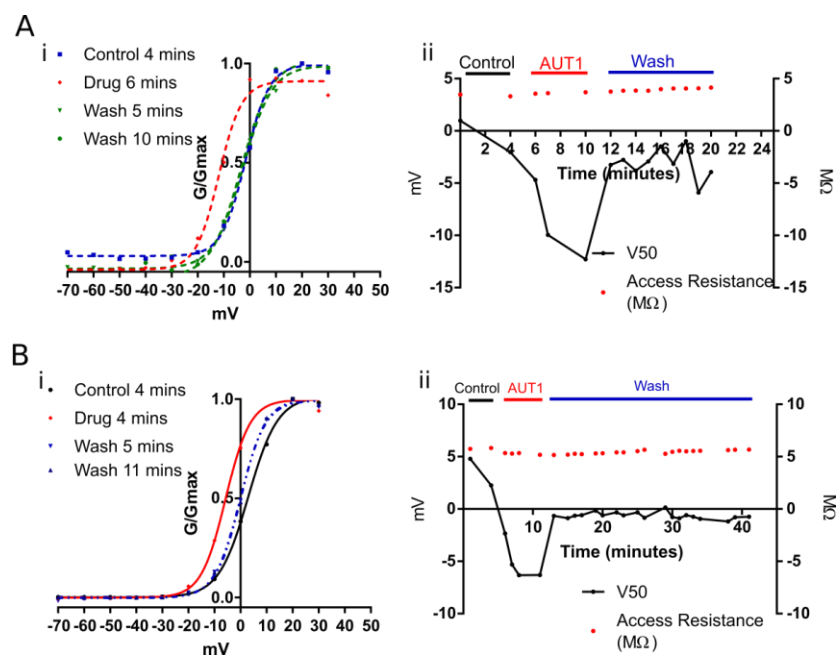 A
i
Control 4 mins
Drug 6 mins
Wash 5 mins
Wash 10 mins
G/Gmax
1.0
0.5
0.0
-70 -60 -50 -40 -30 -20 -10 0 10 20 30 40 50
mV
ii
Control
AUT1
Wash
5
0
-5
-10
-15
mV
2 4 6 8 10 12 14 16 18 20 22 24
Time (minutes)
5
0
-5
-10
-15
MΩ
V50
Access Resistance
(MΩ)
B
i
Control 4 mins
Drug 4 mins
Wash 5 mins
Wash 11 mins
G/Gmax
1.0
0.5
0.0
-70 -60 -50 -40 -30 -20 -10 0 10 20 30 40 50
mV
ii
Control
AUT1
Wash
10
5
0
-5
-10
mV
10 20 30 40
Time (minutes)
10
5
0
-5
-10
MΩ
V50
Access Resistance
(MΩ)